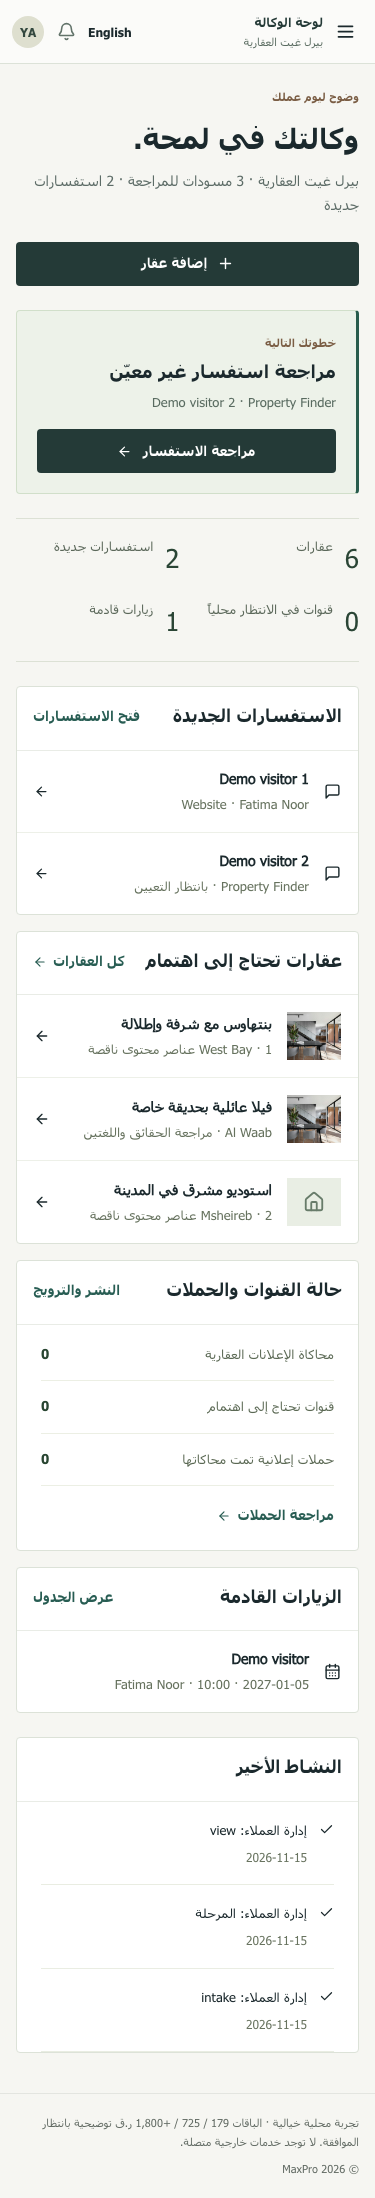 لوحة الوكالة
بيرل غيت العقارية
English
YA
وضوح ليوم عملك
وكالتك في لمحة.
بيرل غيت العقارية · 3 مسودات للمراجعة · 2 استفسارات
جديدة
إضافة عقار
خطوتك التالية
مراجعة استفسار غير معيّن
Demo visitor 2 · Property Finder
مراجعة الاستفسار
6 عقارات
2 استفسارات جديدة
0 قنوات في الانتظار محلياً
1 زيارات قادمة
الاستفسارات الجديدة
فتح الاستفسارات
Demo visitor 1
Website · Fatima Noor
Demo visitor 2
Property Finder · بانتظار التعيين
عقارات تحتاج إلى اهتمام
كل العقارات
بنتهاوس مع شرفة وإطلالة
West Bay · 1 عناصر محتوى ناقصة
فيلا عائلية بحديقة خاصة
Al Waab · مراجعة الحقائق واللغتين
استوديو مشرق في المدينة
Msheireb · 2 عناصر محتوى ناقصة
حالة القنوات والحملات
النشر والترويج
محاكاة الإعلانات العقارية 0
قنوات تحتاج إلى اهتمام 0
حملات إعلانية تمت محاكاتها 0
مراجعة الحملات
الزيارات القادمة
عرض الجدول
Demo visitor
Fatima Noor · 10:00 · 2027-01-05
النشاط الأخير
إدارة العملاء: view
2026-11-15
إدارة العملاء: المرحلة
2026-11-15
إدارة العملاء: intake
2026-11-15
تجربة محلية خيالية · الباقات 179 / 725 / +1,800 ر.ق توضيحية بانتظار
الموافقة. لا توجد خدمات خارجية متصلة.
© 2026 MaxPro